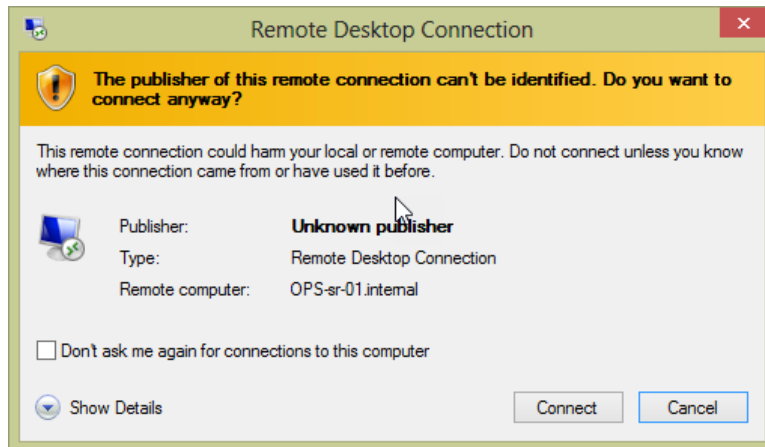 Remote Desktop Connection
The publisher of this remote connection can't be identified. Do you want to
connect anyway?
This remote connection could harm your local or remote computer. Do not connect unless you know
where this connection came from or have used it before.
Publisher: Unknown publisher
Type: Remote Desktop Connection
Remote computer: OPS-sr-01.internal
Don't ask me again for connections to this computer
Show Details Connect Cancel